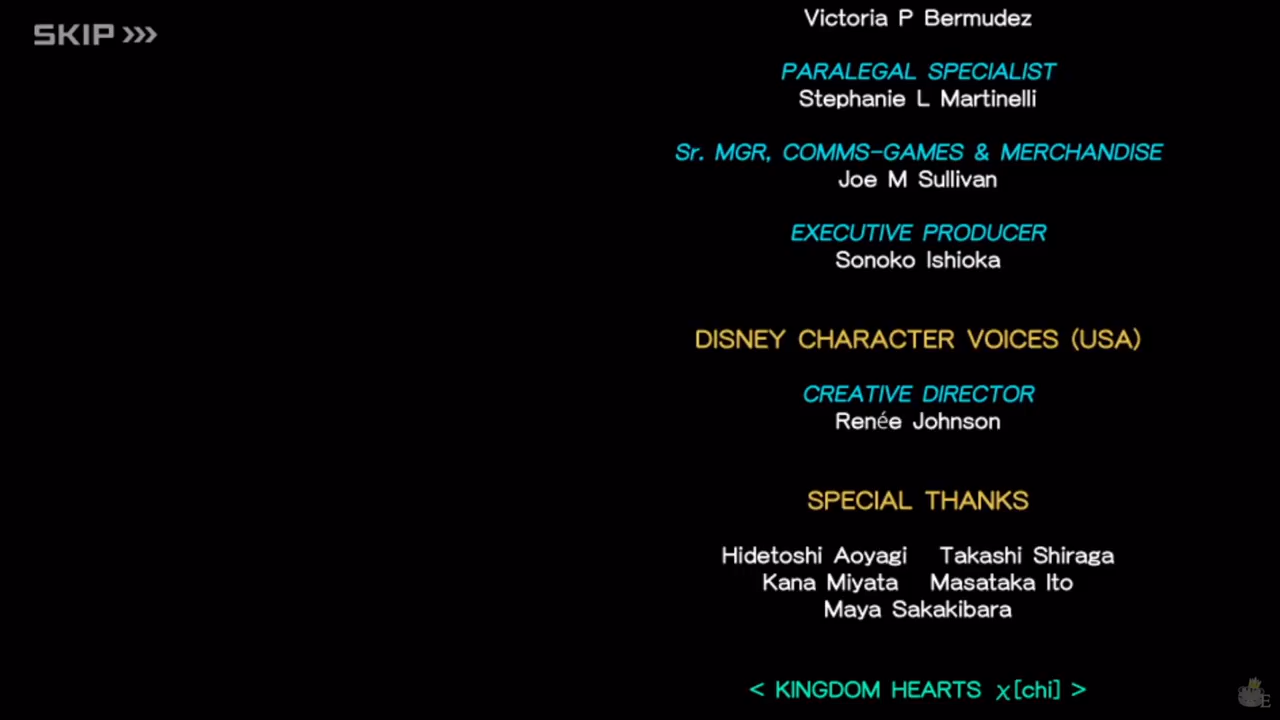 SKIP >>>
Victoria P Bermudez
PARALEGAL SPECIALIST
Stephanie L Martinelli
Sr. MGR, COMMS-GAMES & MERCHANDISE
Joe M Sullivan
EXECUTIVE PRODUCER
Sonoko Ishioka
DISNEY CHARACTER VOICES (USA)
CREATIVE DIRECTOR
Renée Johnson
SPECIAL THANKS
Hidetoshi Aoyagi Takashi Shiraga
Kana Miyata Masataka Ito
Maya Sakakibara
< KINGDOM HEARTS χ[chi] >